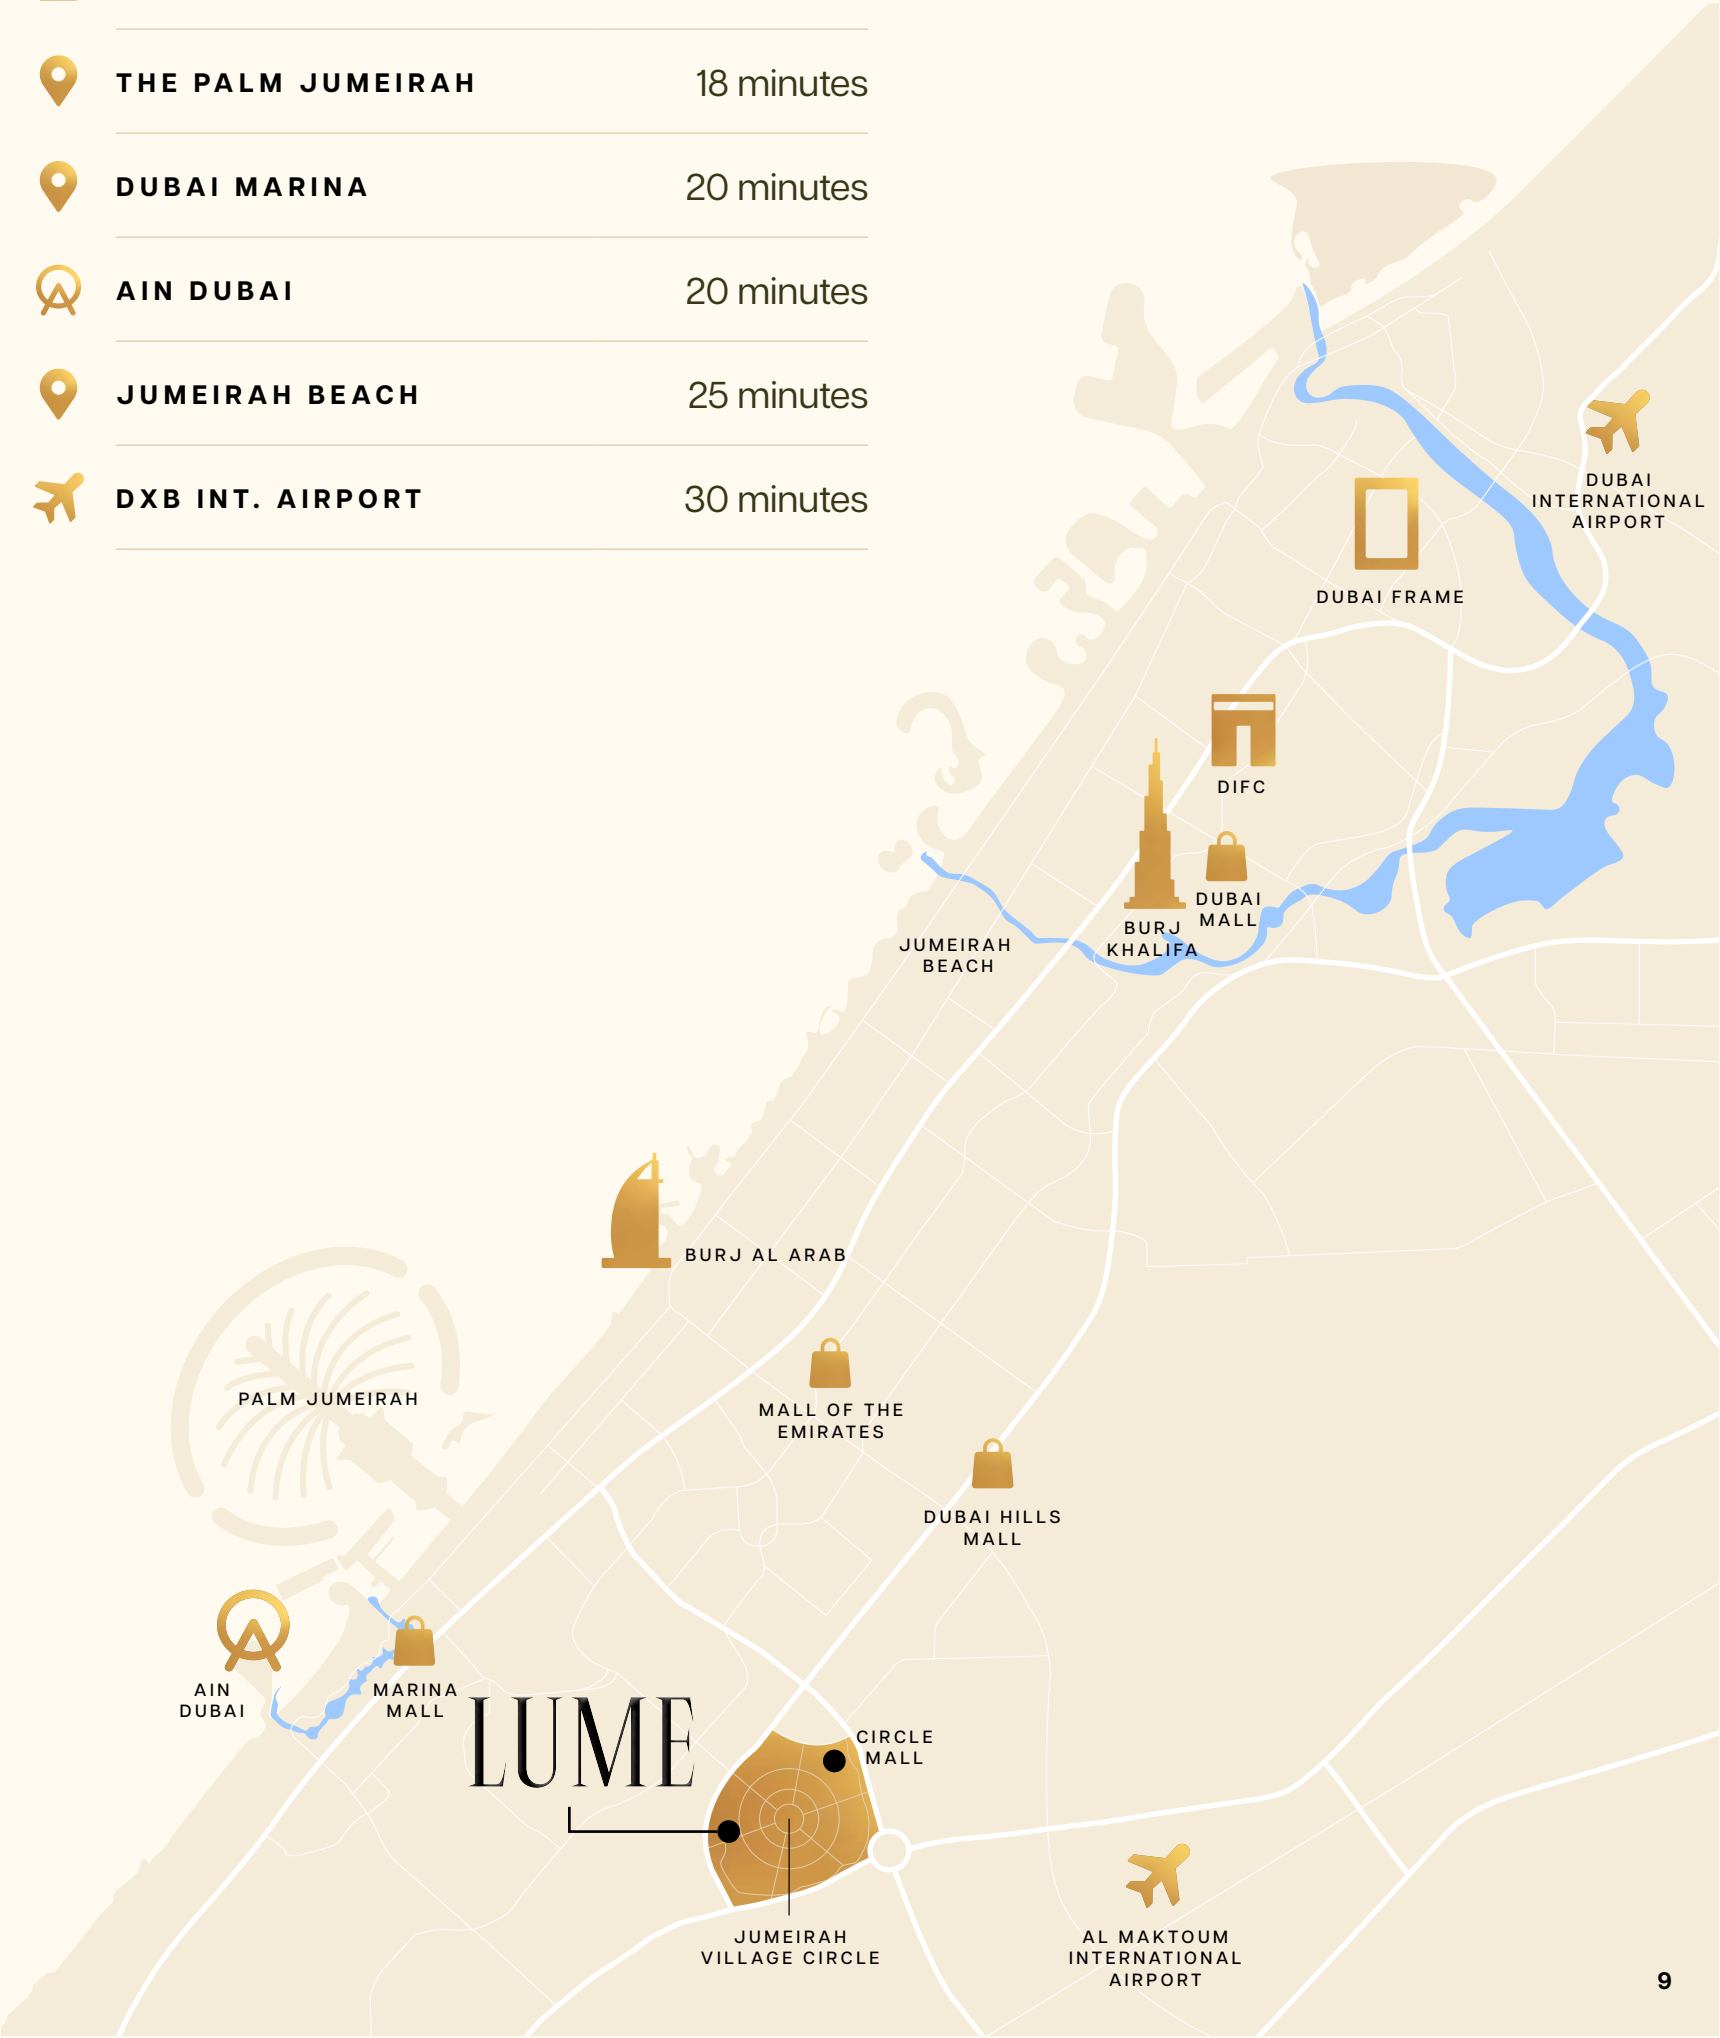 THE PALM JUMEIRAH 18 minutes
DUBAI MARINA 20 minutes
AIN DUBAI 20 minutes
JUMEIRAH BEACH 25 minutes
DXB INT. AIRPORT 30 minutes
DUBAI
INTERNATIONAL
AIRPORT
DUBAI FRAME
DIFC
DUBAI
MALL
BURJ
KHALIFA
JUMEIRAH
BEACH
BURJ AL ARAB
PALM JUMEIRAH
MALL OF THE
EMIRATES
DUBAI HILLS
MALL
AIN
DUBAI
MARINA
MALL
LUME
CIRCLE
MALL
JUMEIRAH
VILLAGE CIRCLE
AL MAKTOUM
INTERNATIONAL
AIRPORT
9